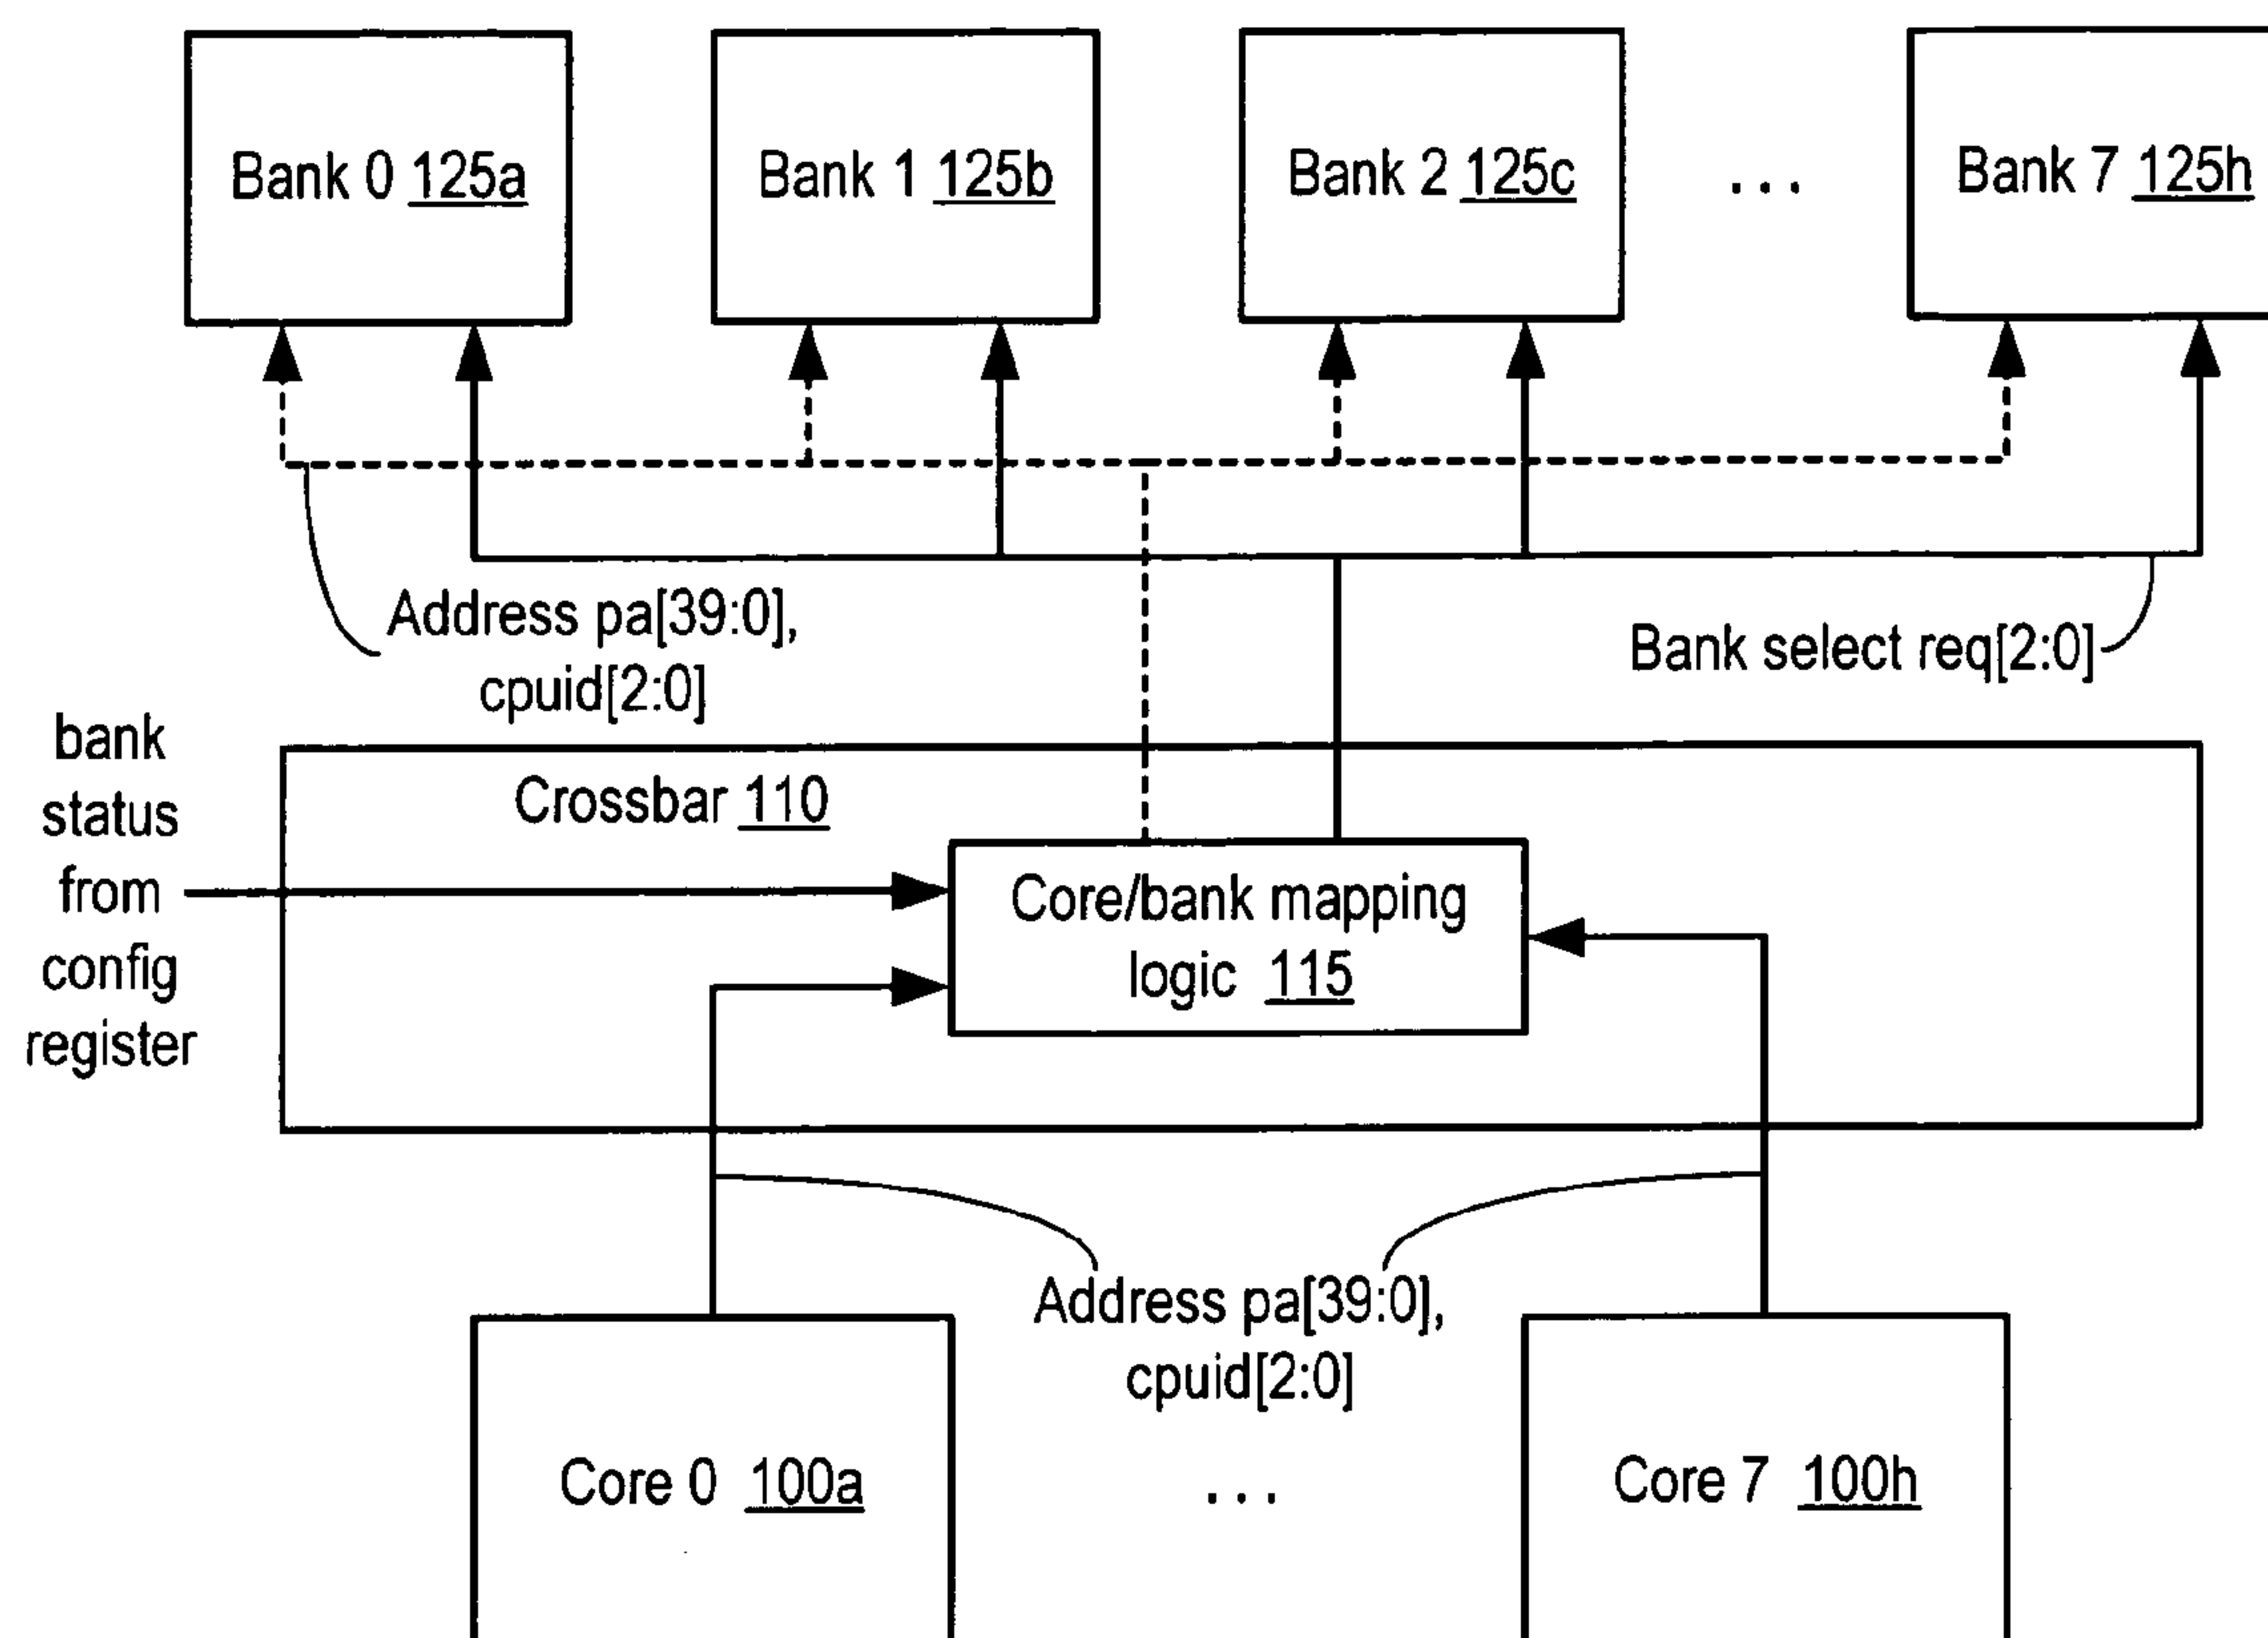 Bank 0 125a
Bank 1 125b
Bank 2 125c
...
Bank 7 125h
Address pa[39:0],
cpuid[2:0]
Bank select req[2:0]
bank
status
from
config
register
Crossbar 110
Core/bank mapping
logic 115
Address pa[39:0],
cpuid[2:0]
Core 0 100a
...
Core 7 100h